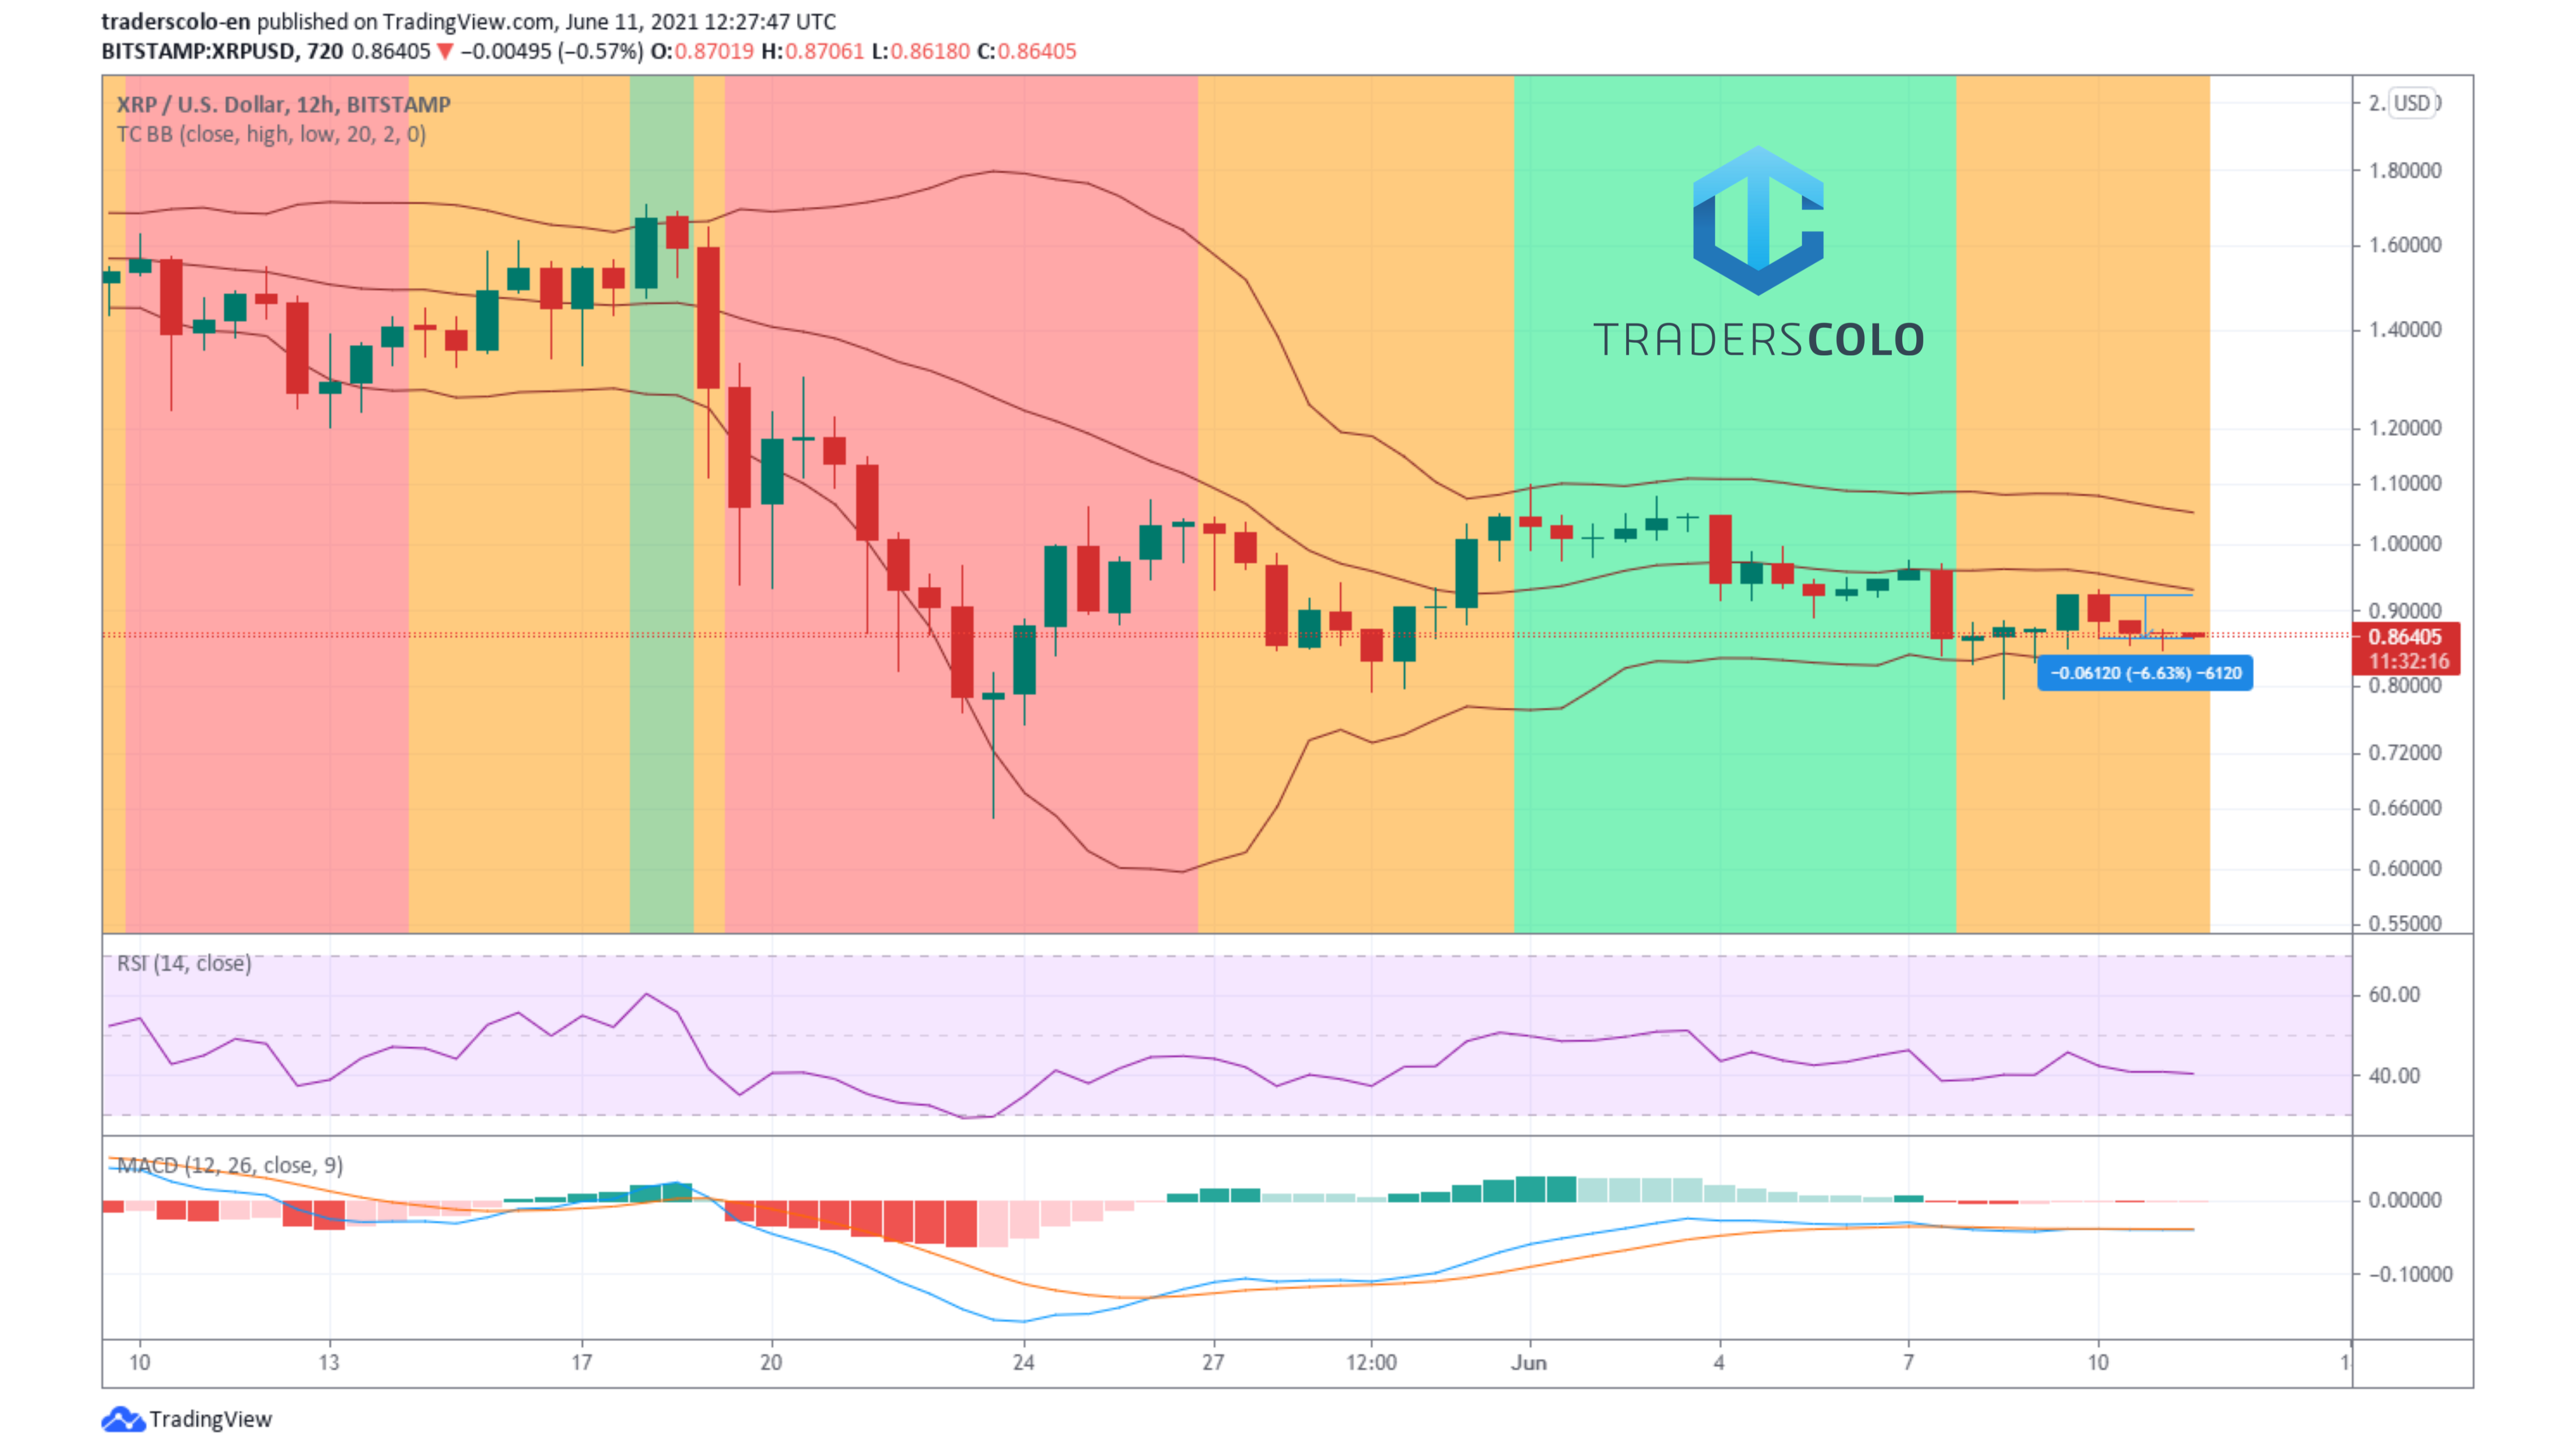 traderscolo-en published on TradingView.com, June 11, 2021 12:27:47 UTC
BITSTAMP:XRPUSD, 720 0.86405 ▼ −0.00495 (−0.57%) O:0.87019 H:0.87061 L:0.86180 C:0.86405
XRP / U.S. Dollar, 12h, BITSTAMP
TC BB (close, high, low, 20, 2, 0)
TRADERSCOLO
USD
1.80000
1.60000
1.40000
1.20000
1.10000
1.00000
0.90000
0.86405
11:32:16
−0.06120 (−6.63%) −6120
0.80000
0.72000
0.66000
0.60000
0.55000
RSI (14, close)
60.00
40.00
MACD (12, 26, close, 9)
0.00000
−0.10000
10 13 17 20 24 27 12:00 Jun 4 7 10
TradingView